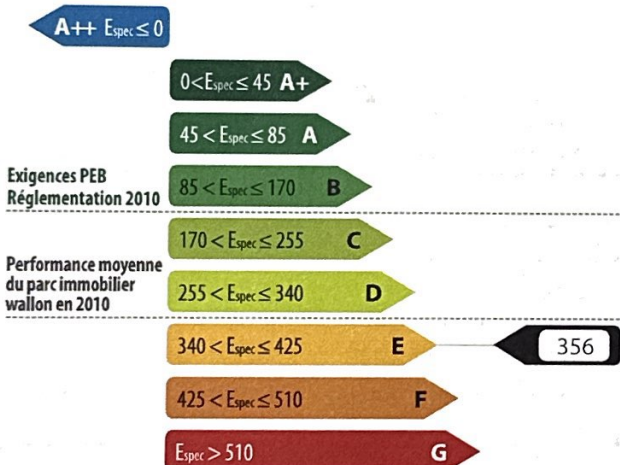 A++ Espec ≤ 0
0<Espec ≤ 45 A+
45 < Espec ≤ 85 A
Exigences PEB
Réglementation 2010
85 < Espec ≤ 170 B
170 < Espec ≤ 255 C
Performance moyenne
du parc immobilier
wallon en 2010
255 < Espec ≤ 340 D
340 < Espec ≤ 425 E
356
425 < Espec ≤ 510 F
Espec > 510 G